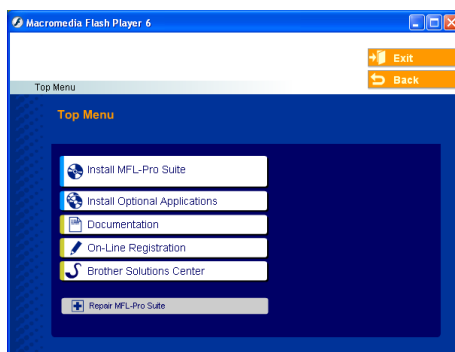 Macromedia Flash Player 6
Exit
Back
Top Menu
Top Menu
Install MFL-Pro Suite
Install Optional Applications
Documentation
On-Line Registration
Brother Solutions Center
Repair MFL-Pro Suite